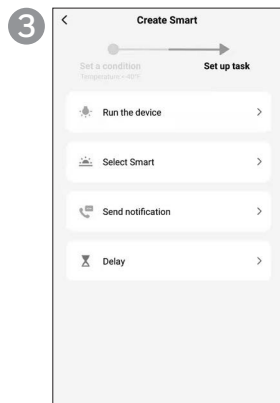 3
Create Smart
Set a condition
Set up task
Temperature < 40°F
Run the device
Select Smart
Send notification
Delay